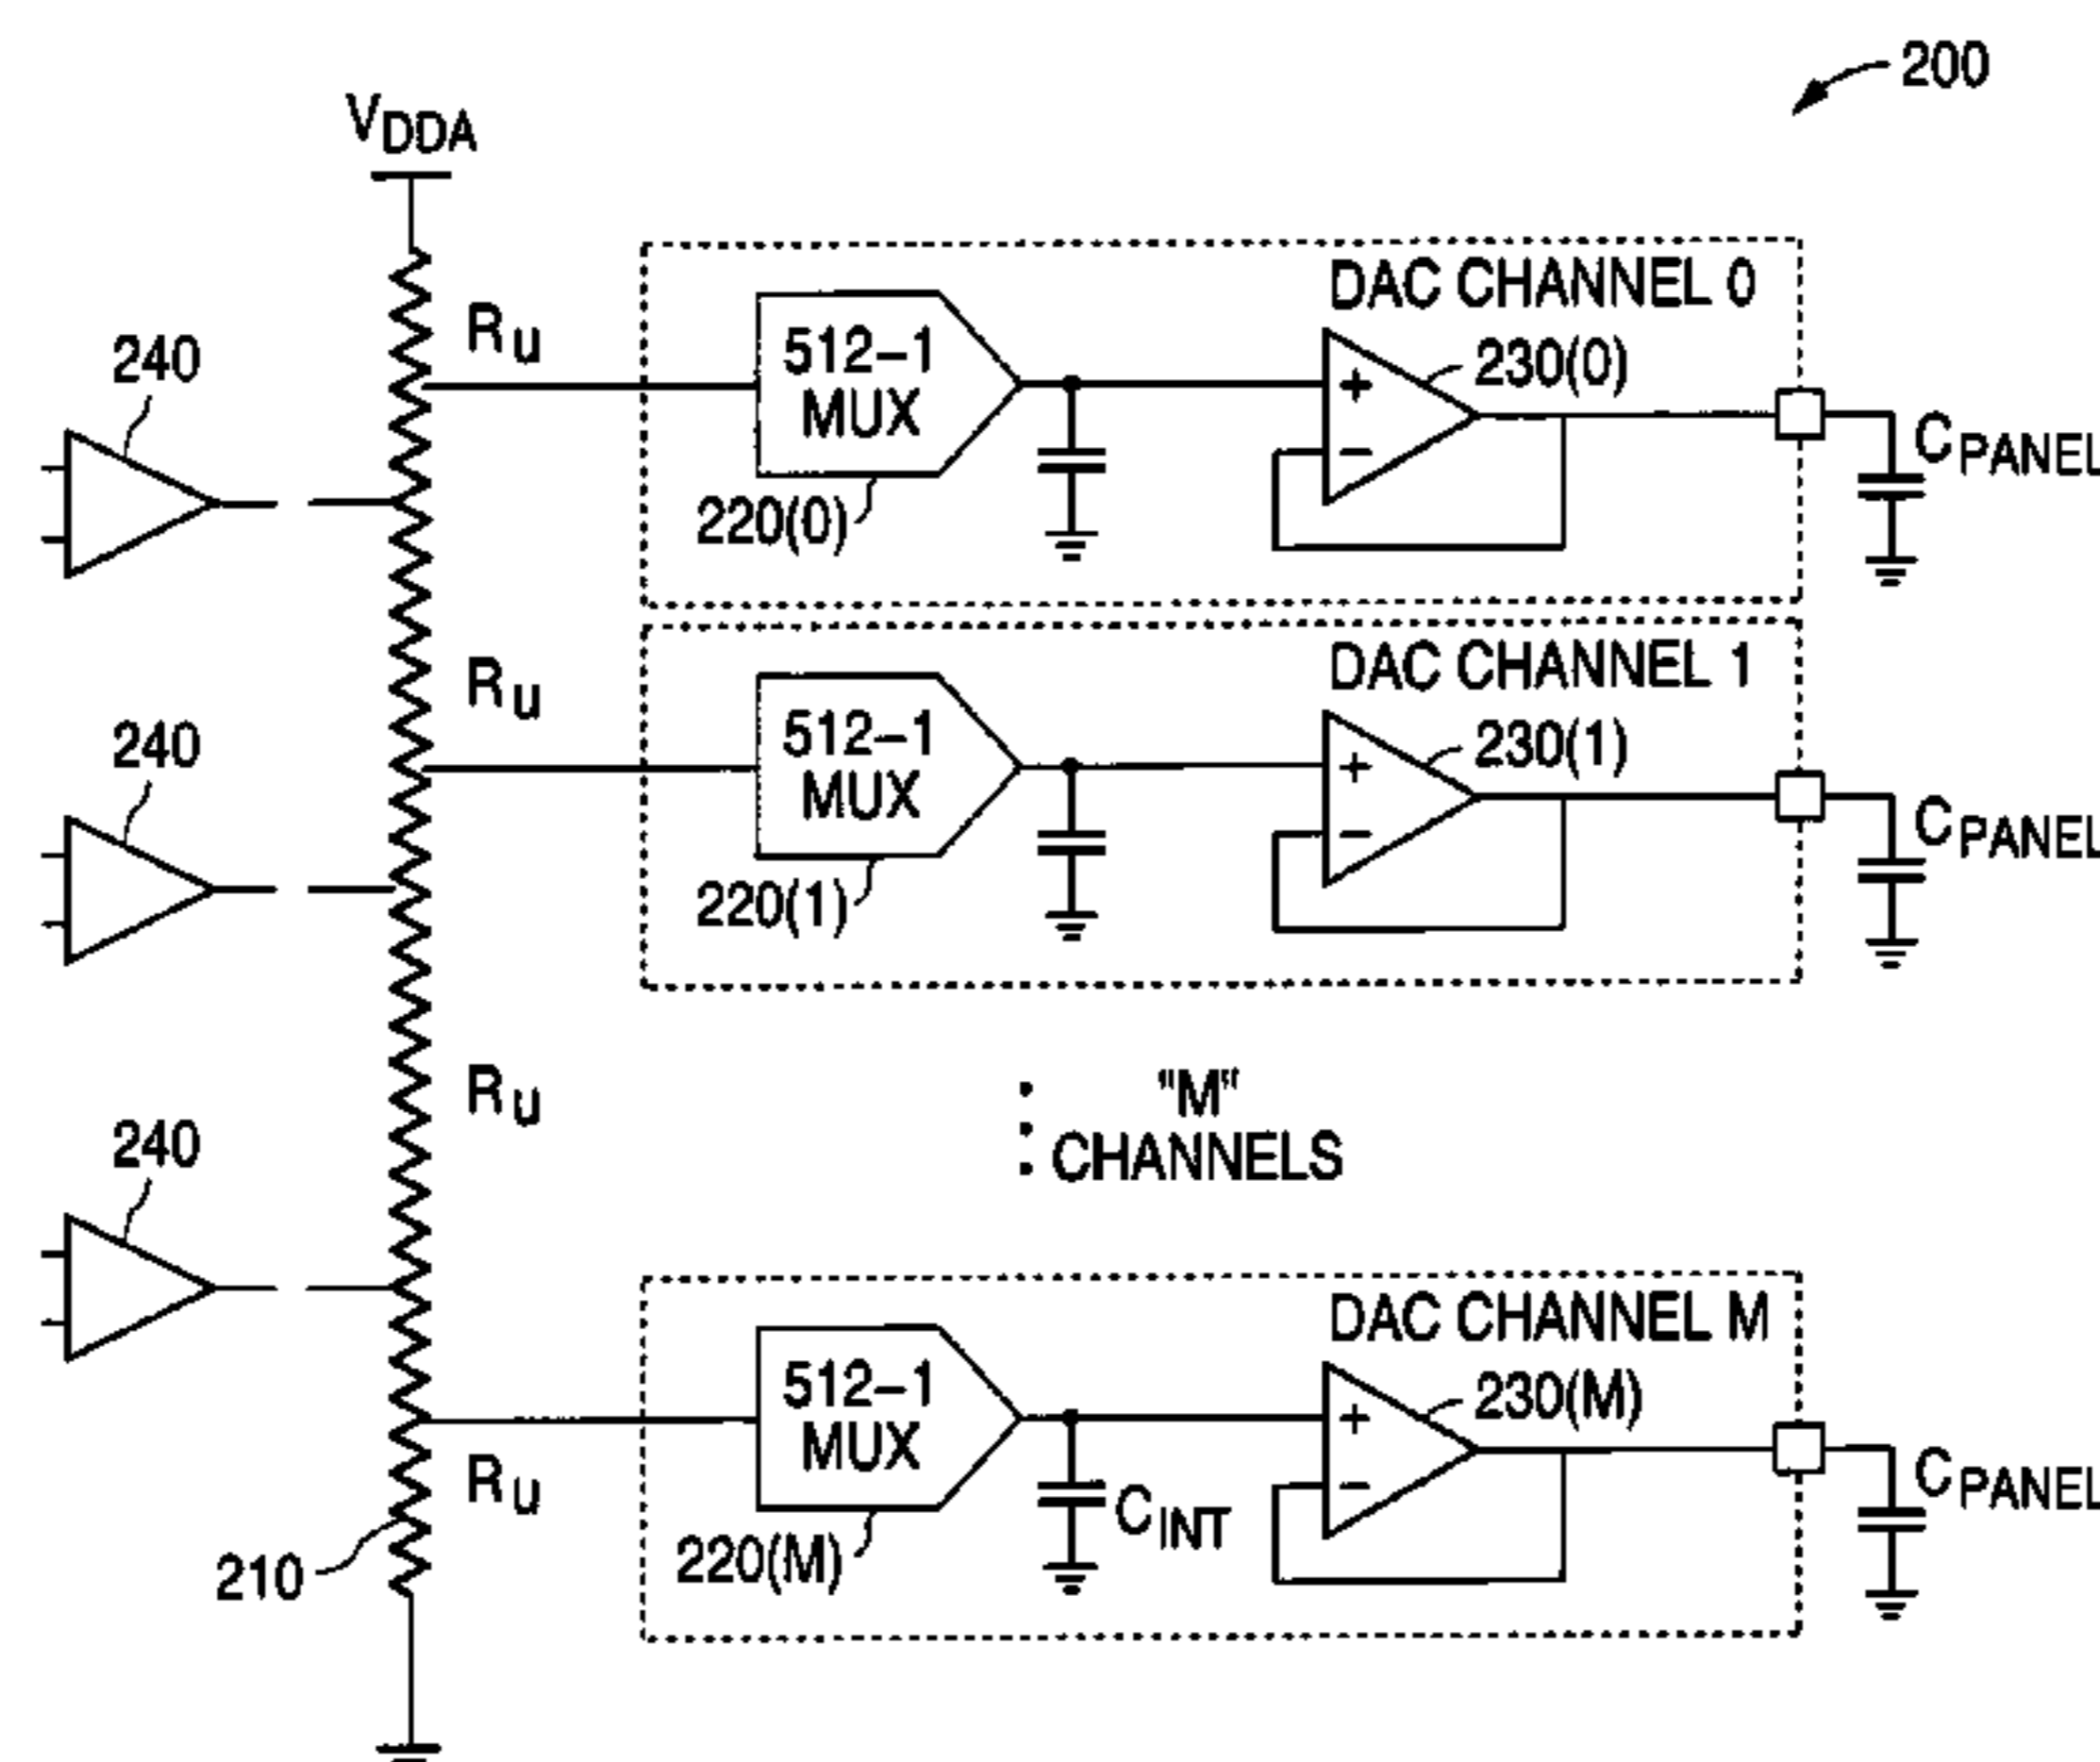 200
VDDA
DAC CHANNEL 0
RU
512-1
MUX
230(0)
+
-
240
CPANEL
220(0)
DAC CHANNEL 1
RU
512-1
MUX
230(1)
+
-
240
CPANEL
220(1)
RU
"M"
CHANNELS
240
DAC CHANNEL M
512-1
MUX
230(M)
+
-
RU
CINT
CPANEL
210
220(M)